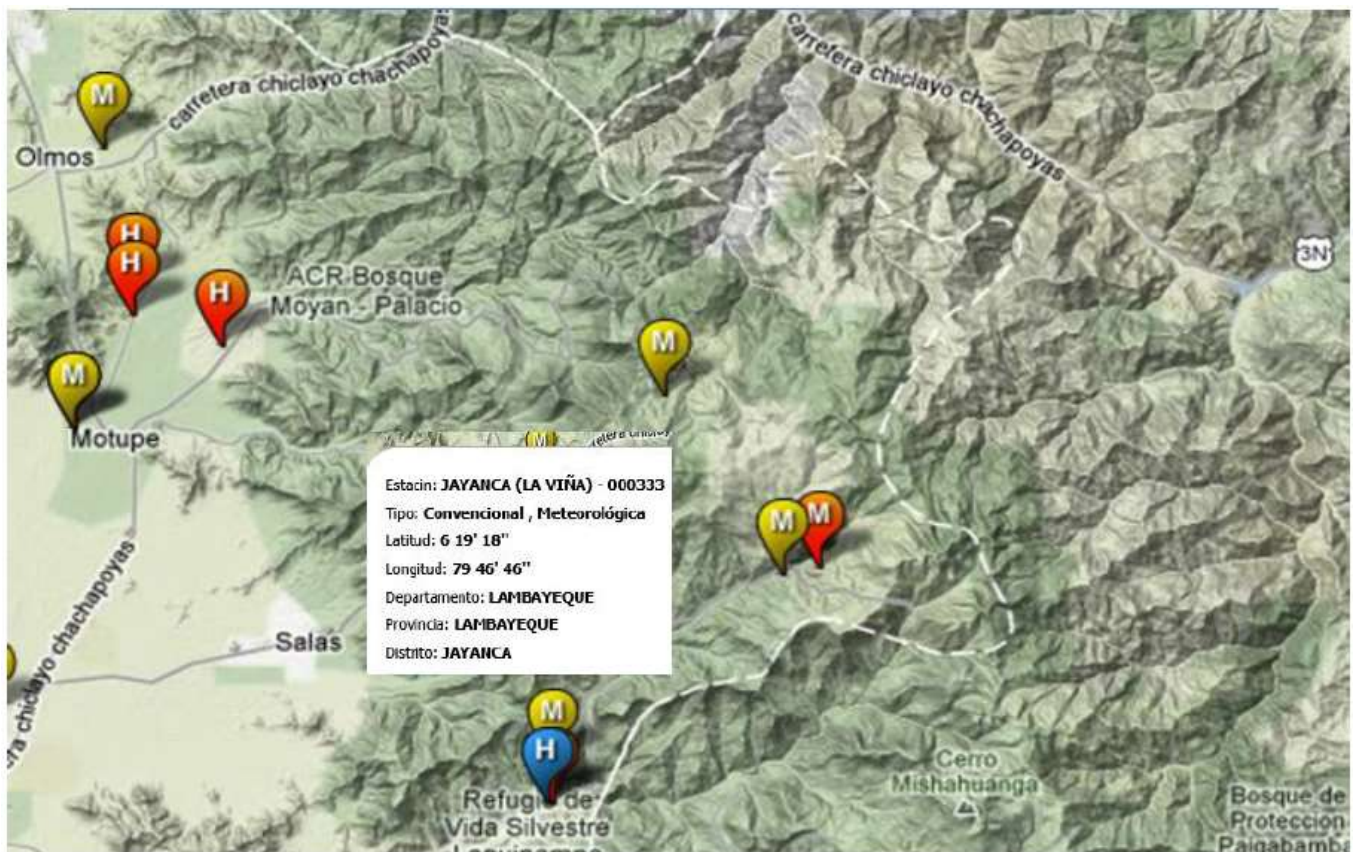 carretera chiclayo chachapoyas
carretera chiclayo chachapoyas
M
Olmos
3N
H
H
H
ACR Bosque
Moyan - Palacio
M
M
Motupe
M
Estacin: JAYANCA (LA VIÑA) - 000333
Tipo: Convencional , Meteorológica
Latitud: 6 19' 18"
Longitud: 79 46' 46"
Departamento: LAMBAYEQUE
Provincia: LAMBAYEQUE
Distrito: JAYANCA
M
M
chiclayo chachapoyas
Salas
M
H
Refugio de
Vida Silvestre
Cerro
Mishahuanga
Bosque de
Proteccion